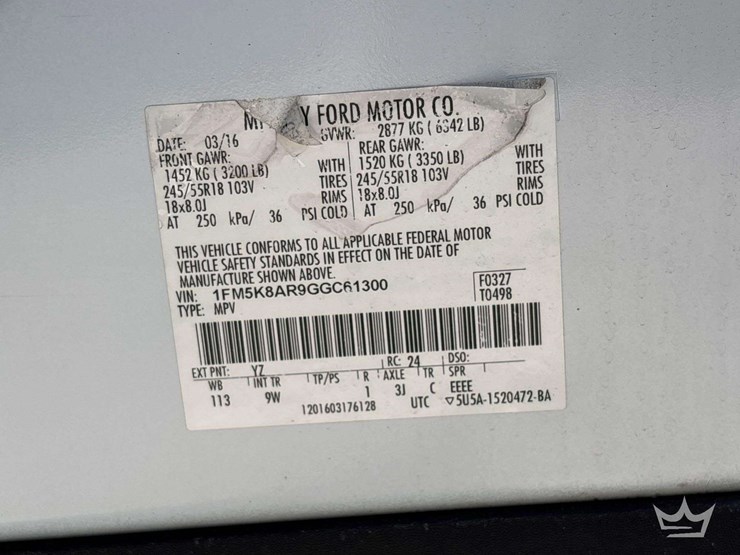 Y FORD MOTOR CO.
DATE: 03/16 GVWR: 2877 KG ( 6342 LB)
FRONT GAWR: REAR GAWR:
1452 KG ( 3200 LB) WITH 1520 KG ( 3350 LB) WITH
245/55R18 103V TIRES 245/55R18 103V TIRES
18x8.0J RIMS 18x8.0J RIMS
AT 250 kPa/ 36 PSI COLD AT 250 kPa/ 36 PSI COLD
THIS VEHICLE CONFORMS TO ALL APPLICABLE FEDERAL MOTOR
VEHICLE SAFETY STANDARDS IN EFFECT ON THE DATE OF
MANUFACTURE SHOWN ABOVE.
VIN: 1FM5K8AR9GGC61300 F0327
TYPE: MPV T0498
EXT PNT: YZ RC: 24 DSO:
WB INT TR TP/PS R AXLE TR SPR
113 9W 1 3J C EEEE
1201603176128 UTC ▽5U5A-1520472-BA